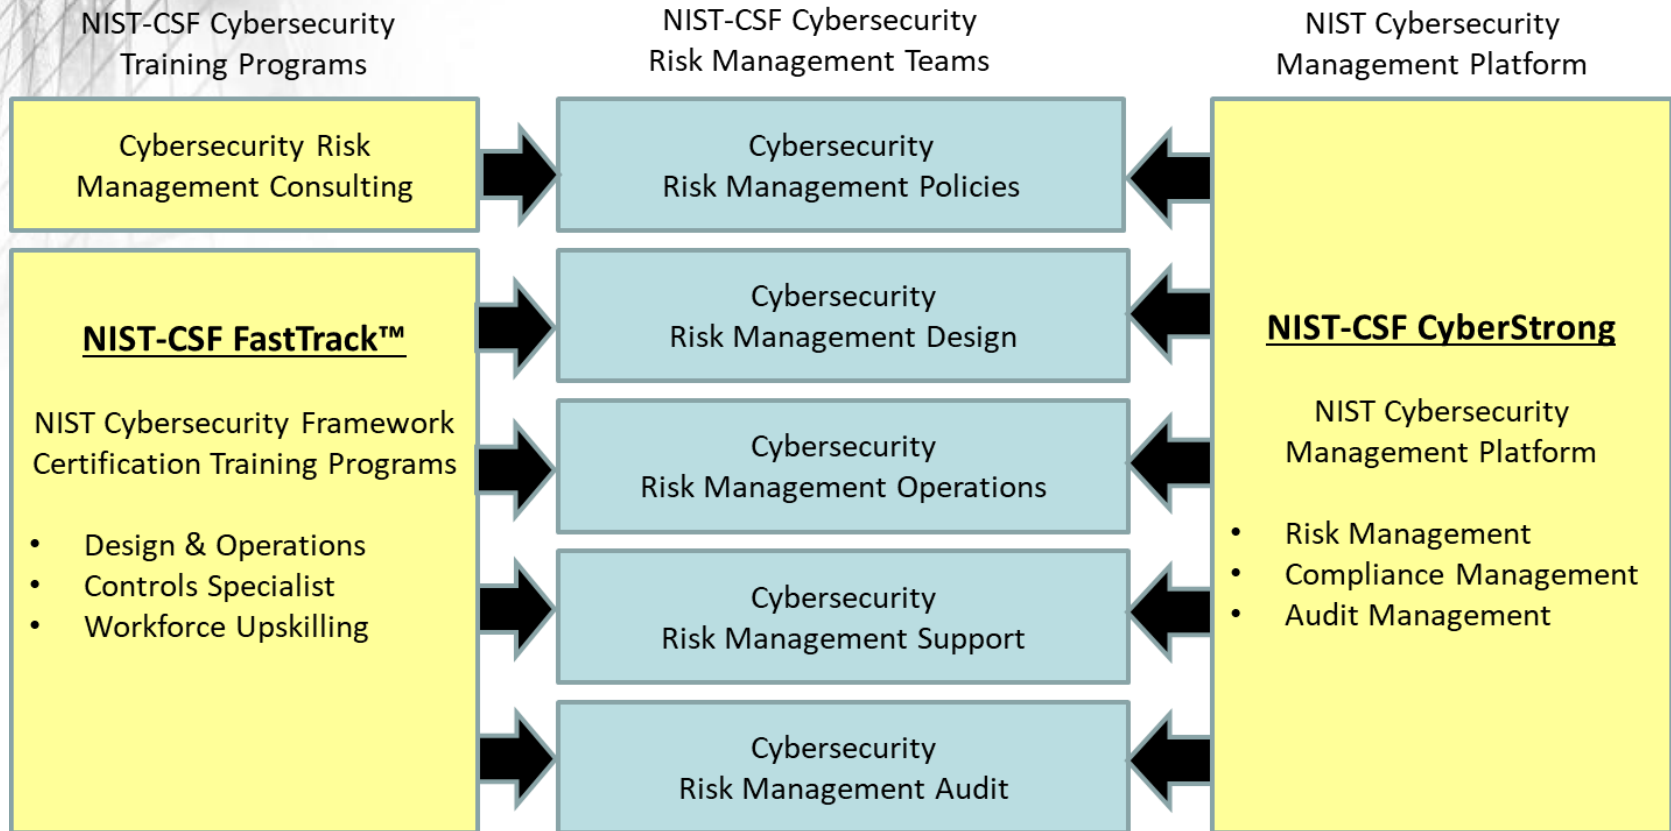 NIST-CSF Cybersecurity
Training Programs
NIST-CSF Cybersecurity
Risk Management Teams
NIST Cybersecurity
Management Platform
Cybersecurity Risk
Management Consulting
NIST-CSF FastTrack™
NIST Cybersecurity Framework
Certification Training Programs
• Design & Operations
• Controls Specialist
• Workforce Upskilling
Cybersecurity
Risk Management Policies
Cybersecurity
Risk Management Design
Cybersecurity
Risk Management Operations
Cybersecurity
Risk Management Support
Cybersecurity
Risk Management Audit
NIST-CSF CyberStrong
NIST Cybersecurity
Management Platform
• Risk Management
• Compliance Management
• Audit Management